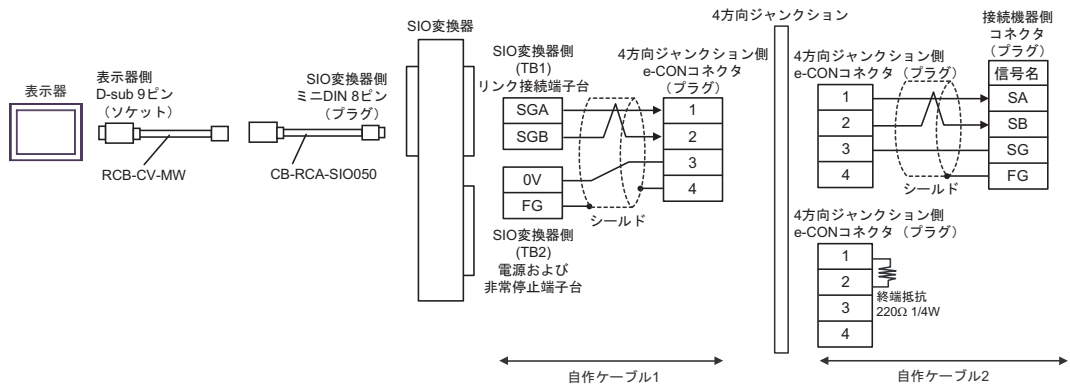 表示器
表示器側
D-sub 9ピン
（ソケット）
RCB-CV-MW
SIO変換器側
ミニDIN 8ピン
（プラグ）
CB-RCA-SIO050
SIO変換器
SIO変換器側
(TB1)
リンク接続端子台
SGA
SGB
0V
FG
SIO変換器側
(TB2)
電源および
非常停止端子台
シールド
4方向ジャンクション側
e-CONコネクタ
（プラグ）
1
2
3
4
自作ケーブル1
4方向ジャンクション
4方向ジャンクション側
e-CONコネクタ（プラグ）
1
2
3
4
シールド
接続機器側
コネクタ
（プラグ）
信号名
SA
SB
SG
FG
4方向ジャンクション側
e-CONコネクタ（プラグ）
1
2
3
4
終端抵抗
220Ω 1/4W
自作ケーブル2